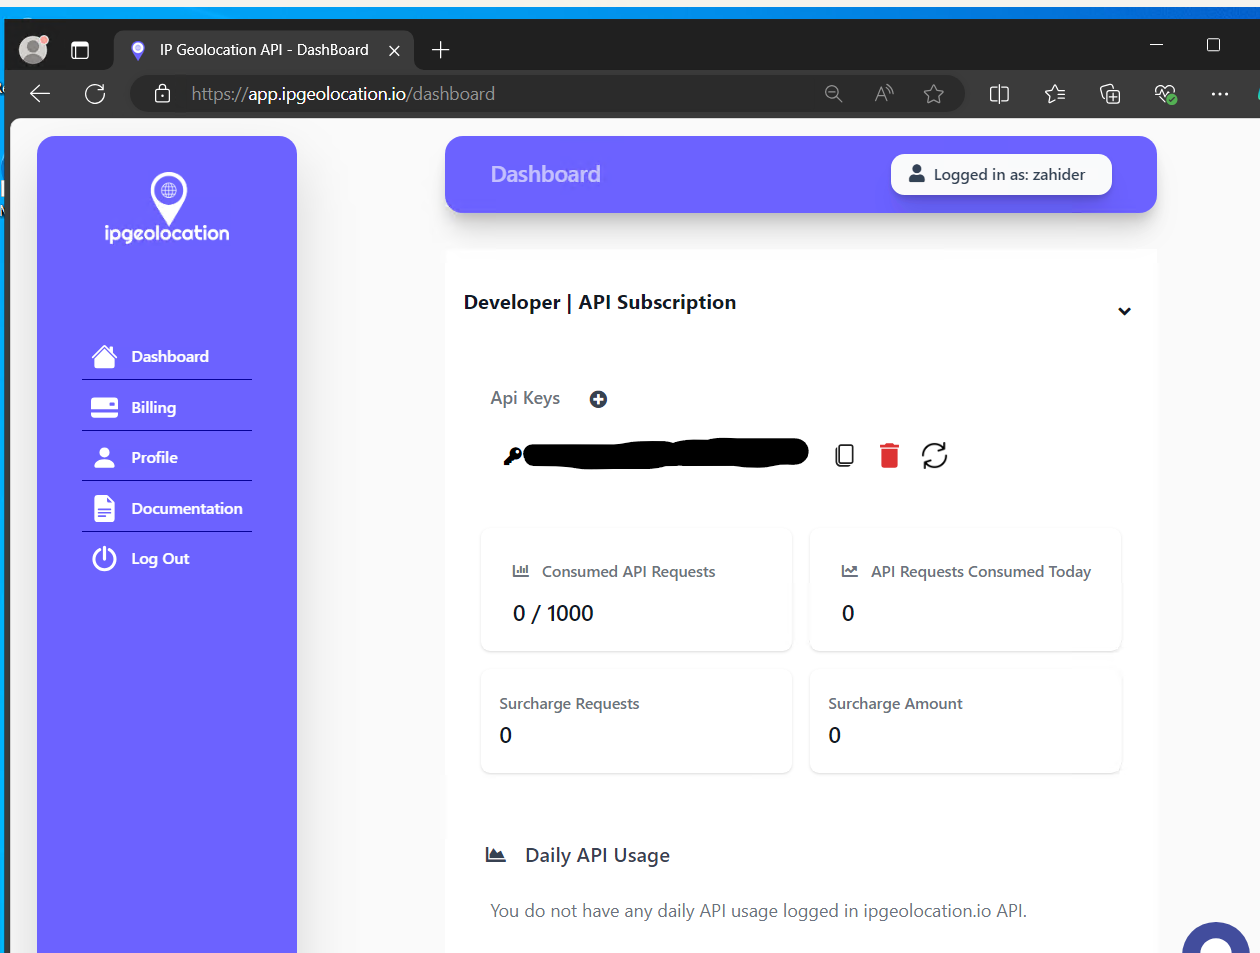 IP Geolocation API - DashBoard
https://app.ipgeolocation.io/dashboard
ipgeolocation
Dashboard
Billing
Profile
Documentation
Log Out
Dashboard
Logged in as: zahider
Developer | API Subscription
Api Keys
Consumed API Requests
0 / 1000
API Requests Consumed Today
0
Surcharge Requests
0
Surcharge Amount
0
Daily API Usage
You do not have any daily API usage logged in ipgeolocation.io API.